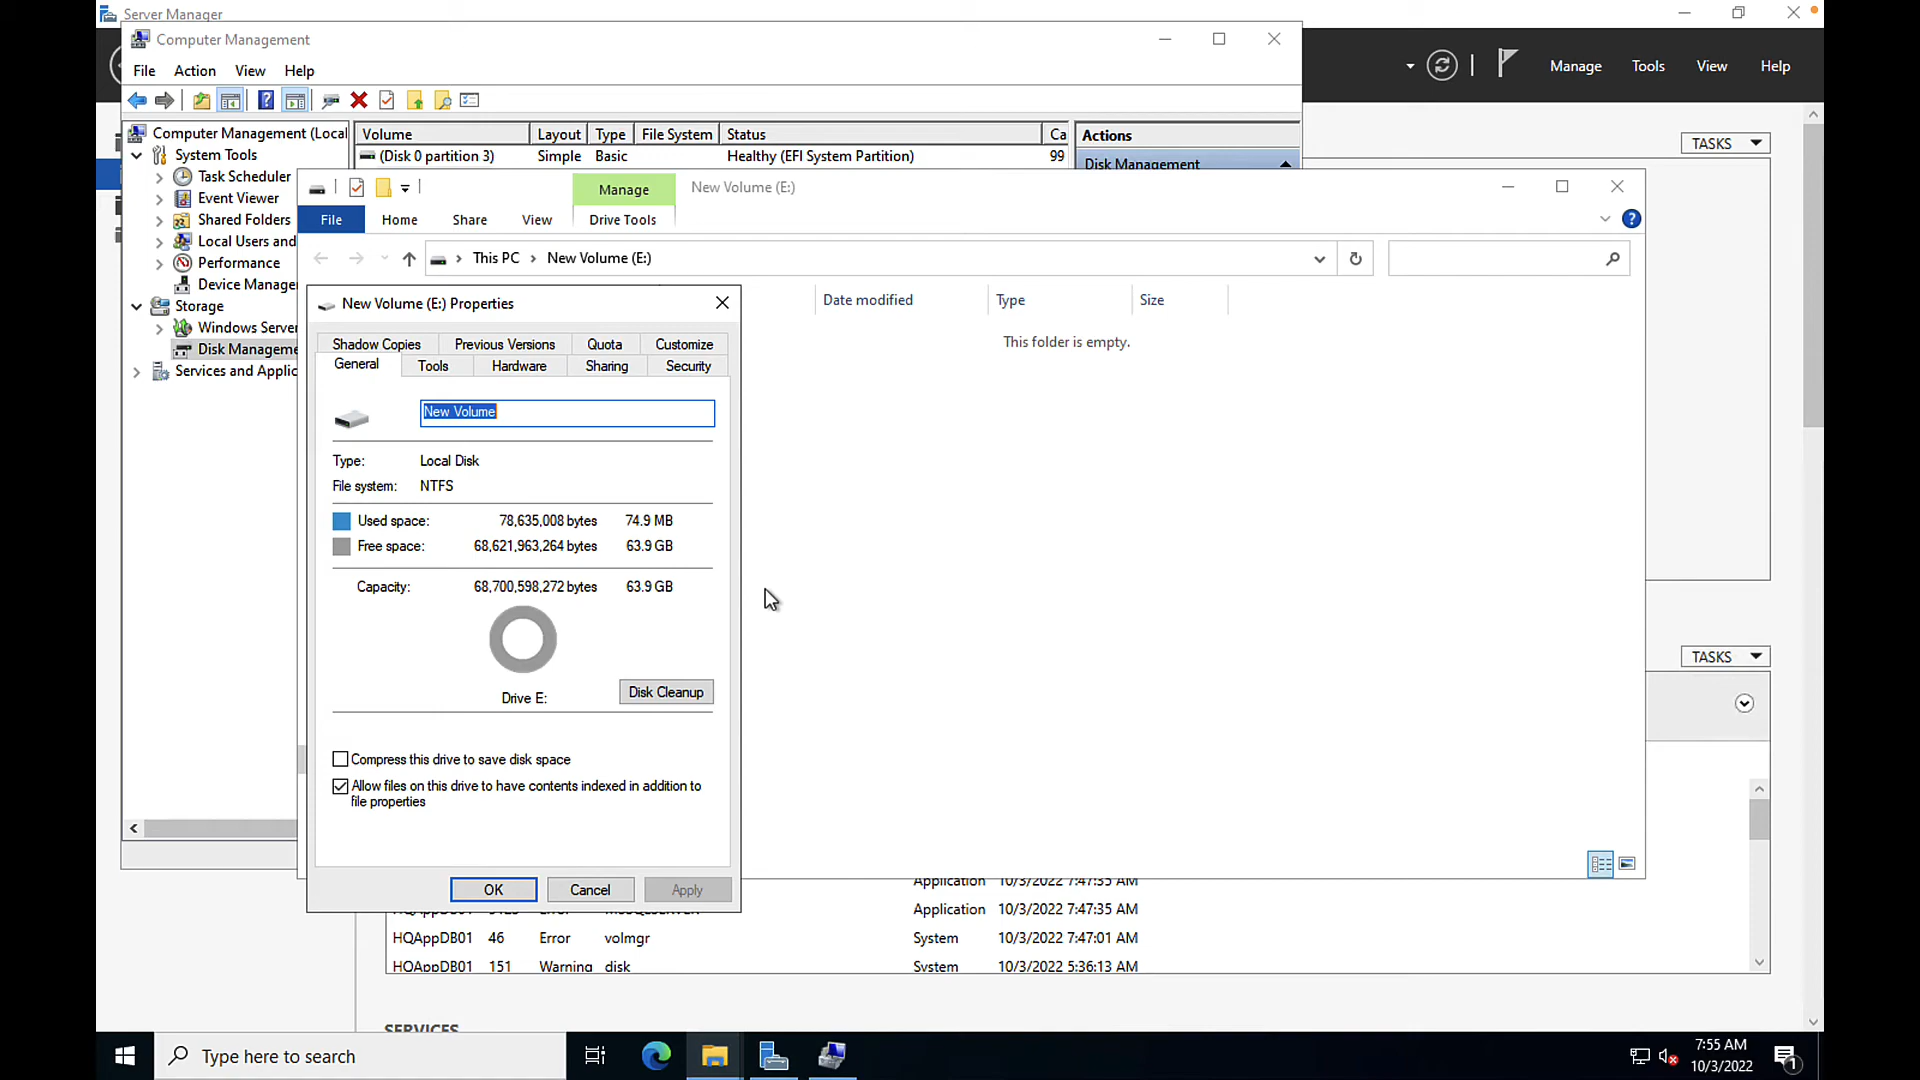 Server Manager
Computer Management
File Action View Help
Manage Tools View Help
Computer Management (Local
System Tools
Task Scheduler
Event Viewer
Shared Folders
Local Users and
Performance
Device Manage
Storage
Windows Server
Disk Manageme
Services and Applic
Volume Layout Type File System Status Ca
(Disk 0 partition 3) Simple Basic Healthy (EFI System Partition) 99
Actions
Disk Management
TASKS
Manage New Volume (E:)
File Home Share View Drive Tools
This PC > New Volume (E:)
Date modified Type Size
This folder is empty.
New Volume (E:) Properties
Shadow Copies Previous Versions Quota Customize
General Tools Hardware Sharing Security
New Volume
Type: Local Disk
File system: NTFS
Used space: 78,635,008 bytes 74.9 MB
Free space: 68,621,963,264 bytes 63.9 GB
Capacity: 68,700,598,272 bytes 63.9 GB
Drive E:
Disk Cleanup
Compress this drive to save disk space
Allow files on this drive to have contents indexed in addition to
file properties
OK Cancel Apply
TASKS
Application 10/3/2022 7:47:35 AM
Application 10/3/2022 7:47:35 AM
HQAppDB01 46 Error volmgr System 10/3/2022 7:47:01 AM
HQAppDB01 151 Warning disk System 10/3/2022 5:36:13 AM
SERVICES
Type here to search
7:55 AM
10/3/2022
1